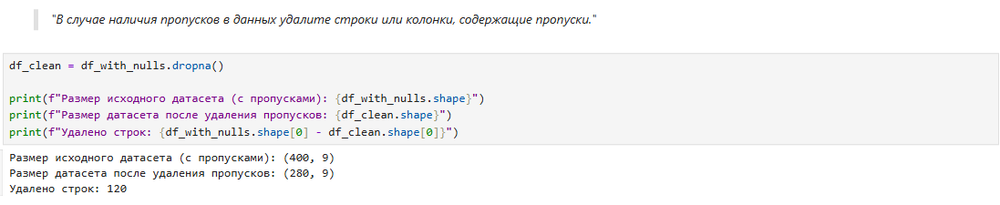 "В случае наличия пропусков в данных удалите строки или колонки, содержащие пропуски."
df_clean = df_with_nulls.dropna()
print(f"Размер исходного датасета (с пропусками): {df_with_nulls.shape}")
print(f"Размер датасета после удаления пропусков: {df_clean.shape}")
print(f"Удалено строк: {df_with_nulls.shape[0] - df_clean.shape[0]}")
Размер исходного датасета (с пропусками): (400, 9)
Размер датасета после удаления пропусков: (280, 9)
Удалено строк: 120